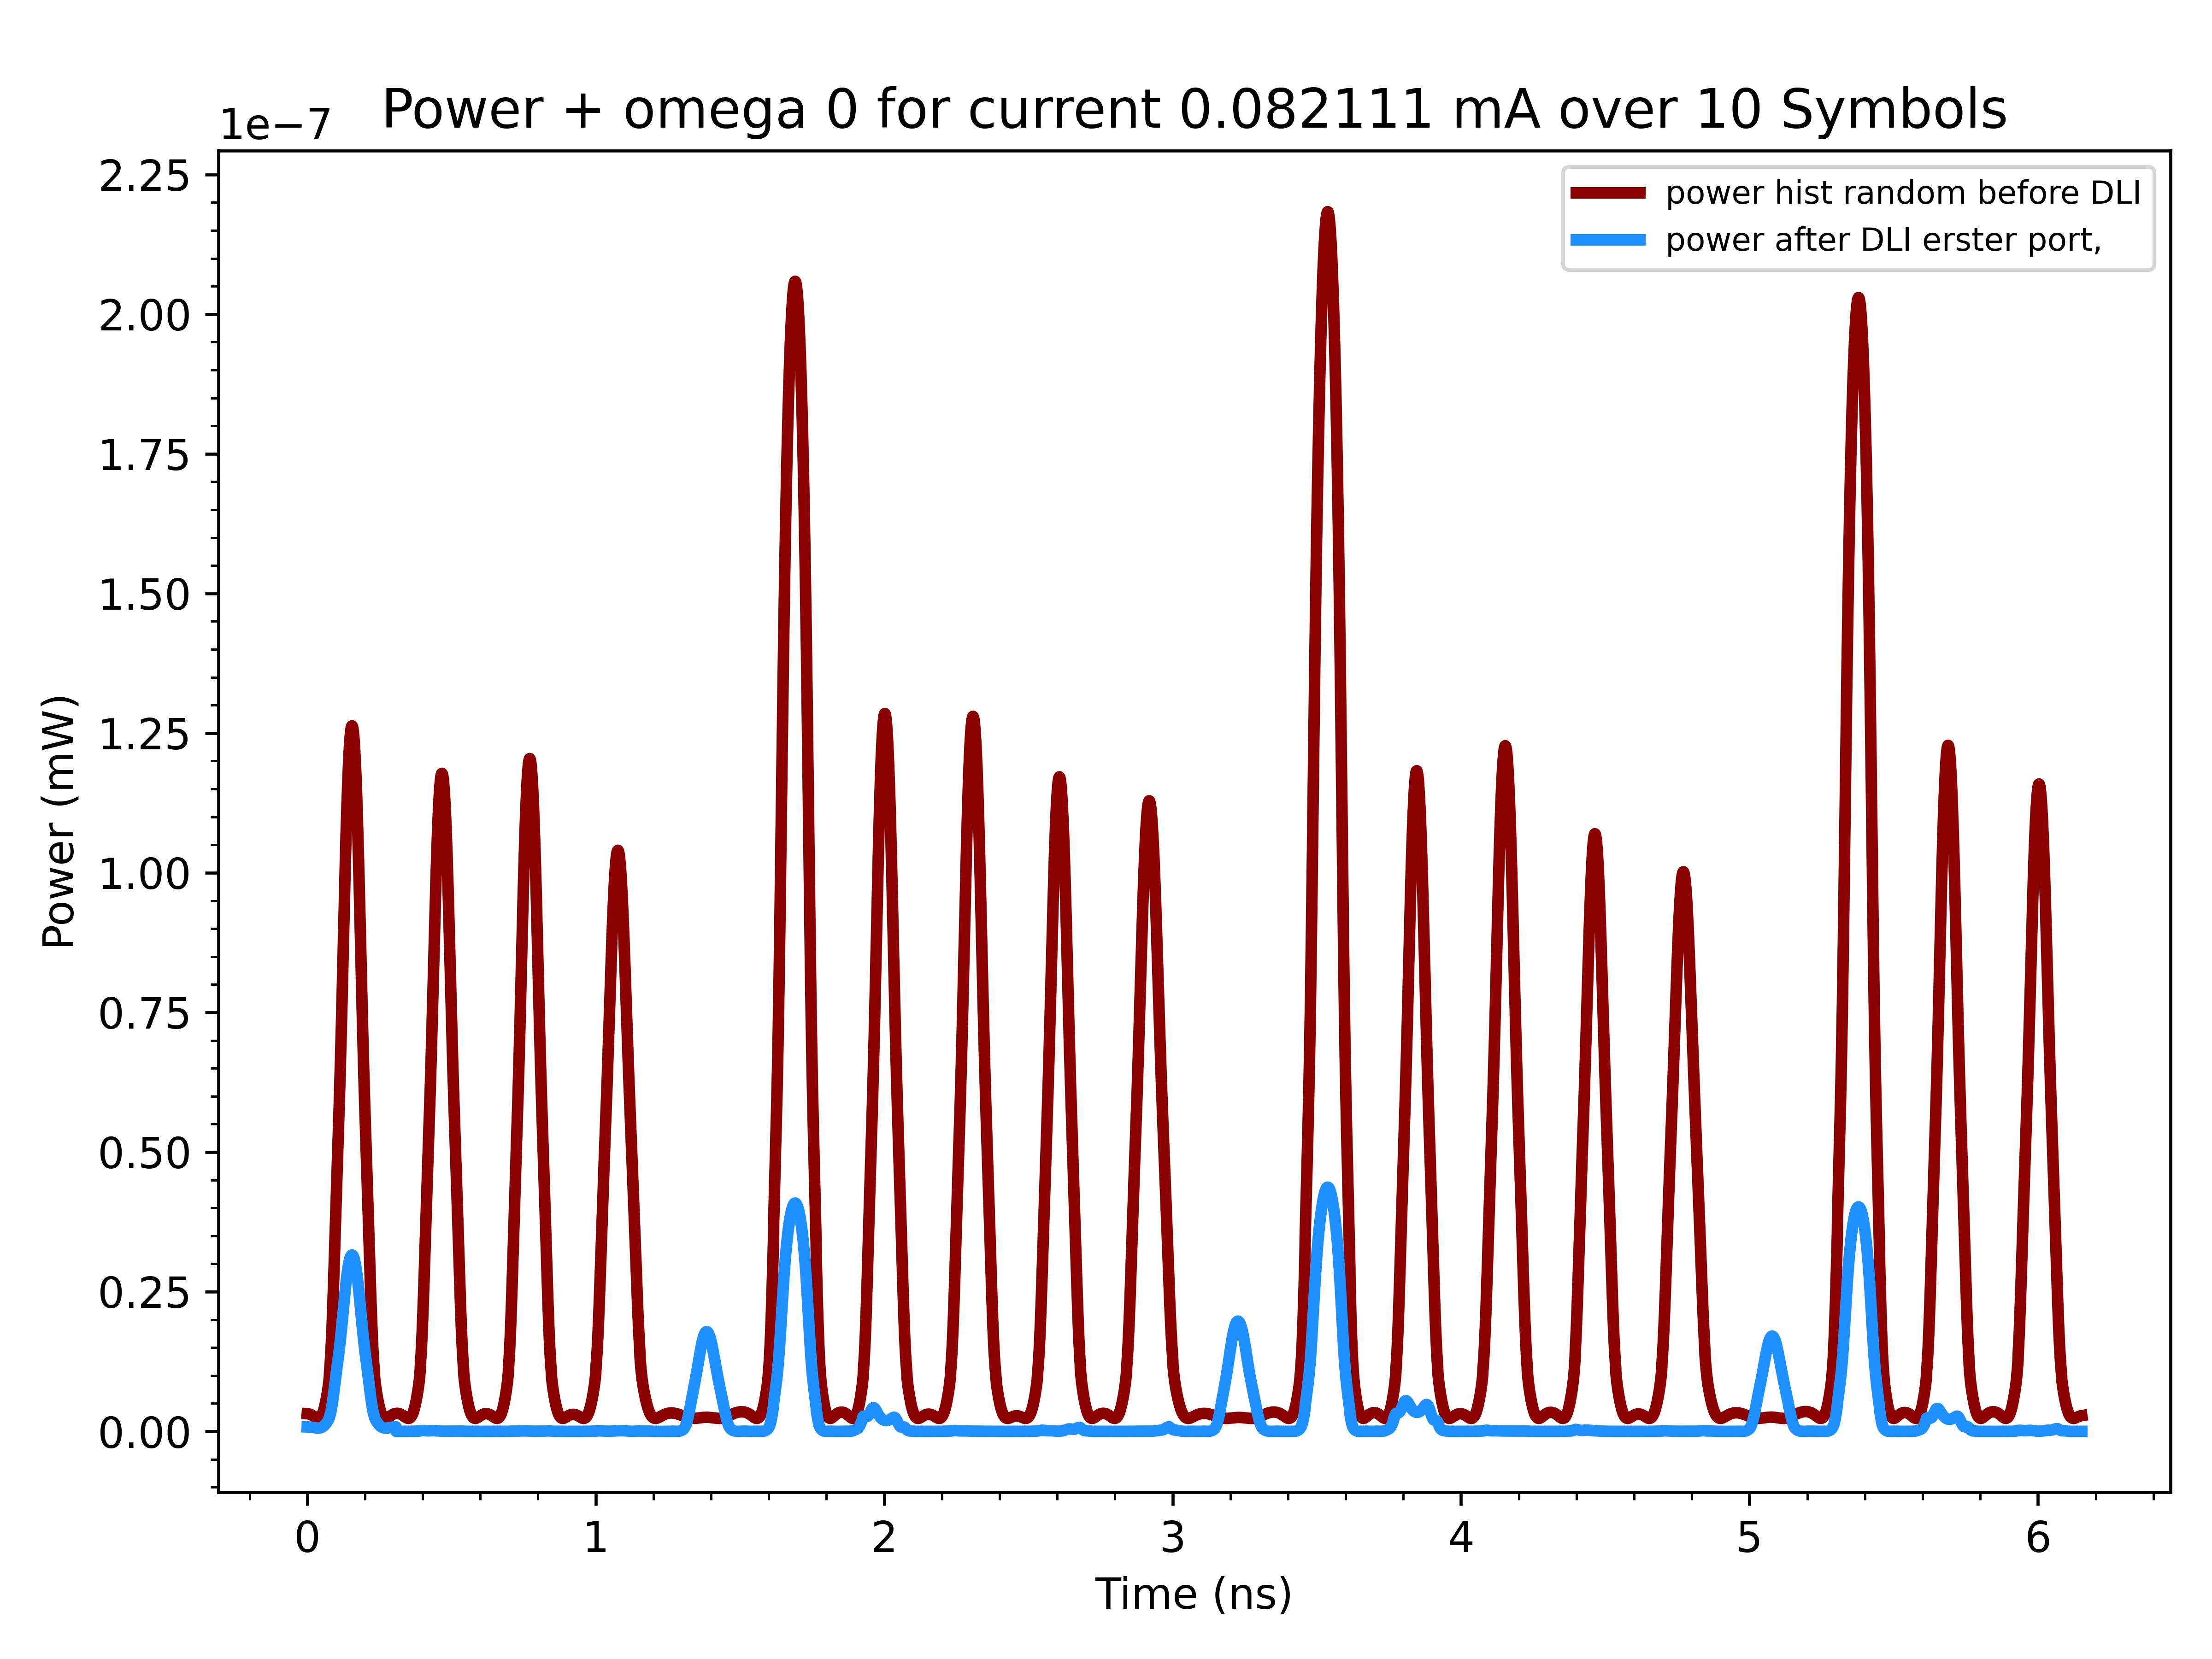 Power + omega 0 for current 0.082111 mA over 10 Symbols
1e−7
power hist random before DLI
power after DLI erster port,
2.25
2.00
1.75
1.50
1.25
1.00
0.75
0.50
0.25
0.00
Power (mW)
0 1 2 3 4 5 6
Time (ns)